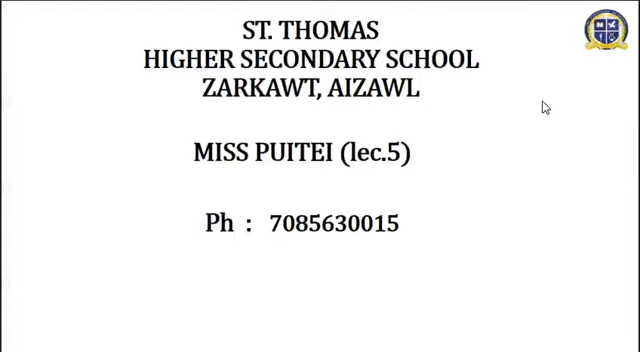 ST. THOMAS
HIGHER SECONDARY SCHOOL
ZARKAWT, AIZAWL
MISS PUITEI (lec.5)
Ph : 7085630015